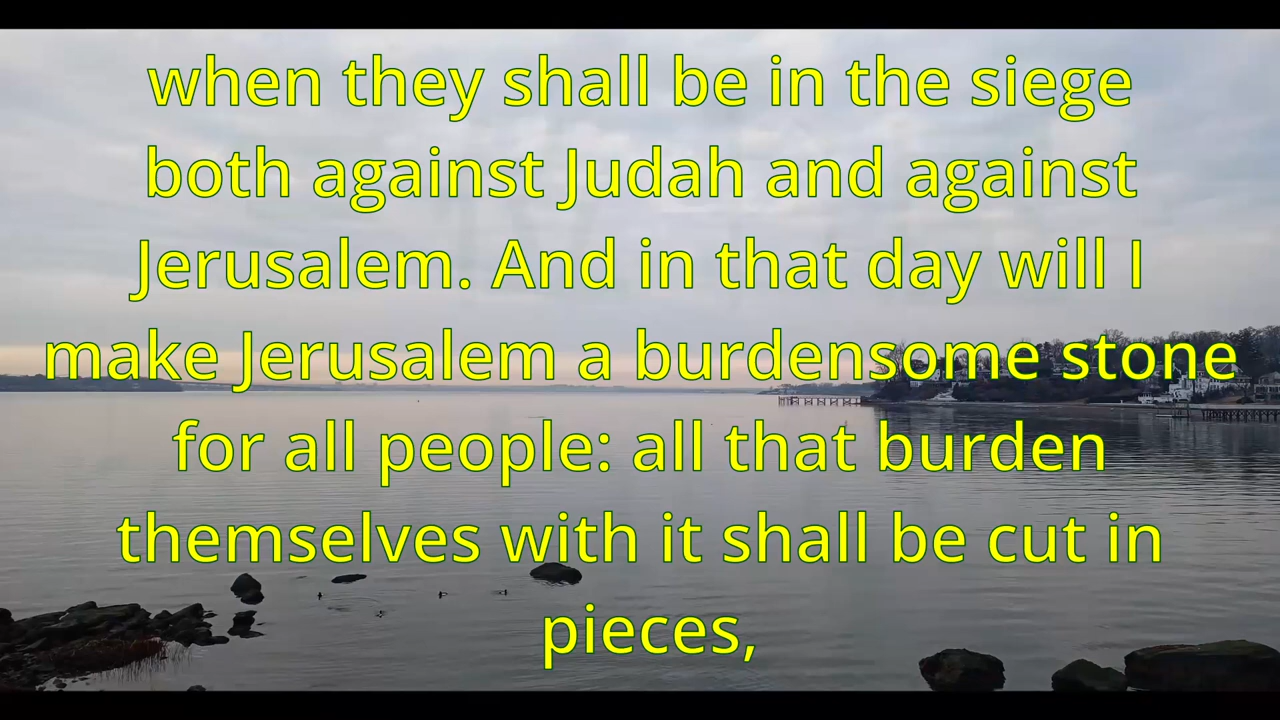 when they shall be in the siege
both against Judah and against
Jerusalem. And in that day will I
make Jerusalem a burdensome stone
for all people: all that burden
themselves with it shall be cut in
pieces,